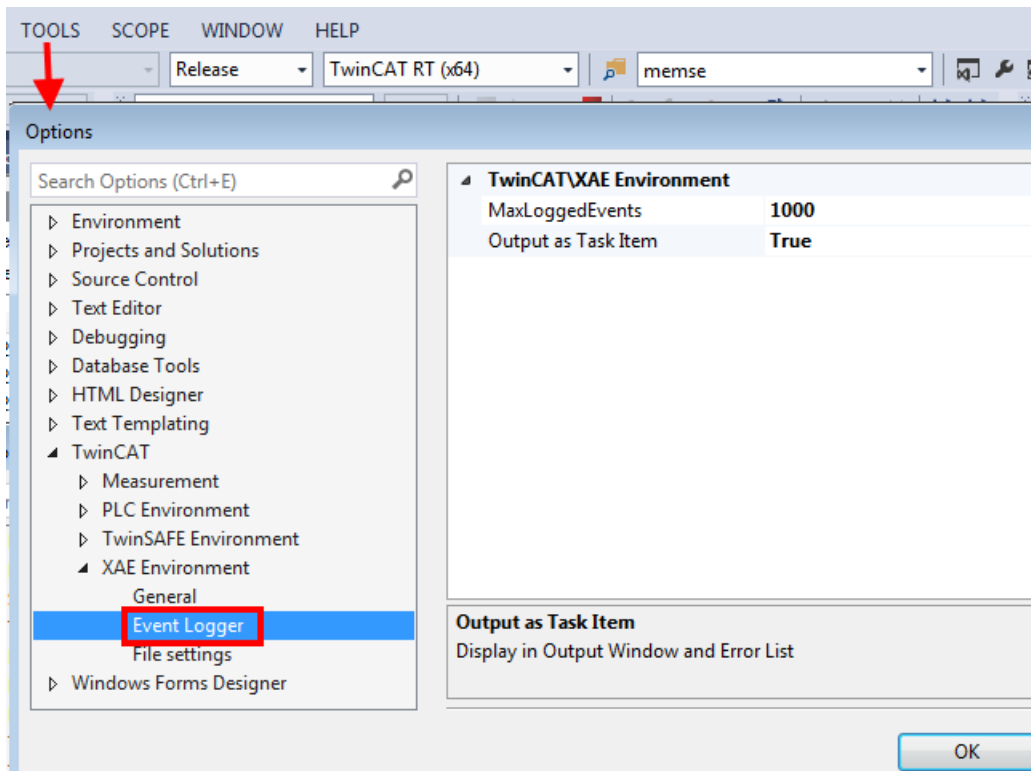 TOOLS SCOPE WINDOW HELP
Release TwinCAT RT (x64) memse
Options
Search Options (Ctrl+E)
Environment
Projects and Solutions
Source Control
Text Editor
Debugging
Database Tools
HTML Designer
Text Templating
TwinCAT
Measurement
PLC Environment
TwinSAFE Environment
XAE Environment
General
Event Logger
File settings
Windows Forms Designer
TwinCAT\XAE Environment
MaxLoggedEvents 1000
Output as Task Item True
Output as Task Item
Display in Output Window and Error List
OK